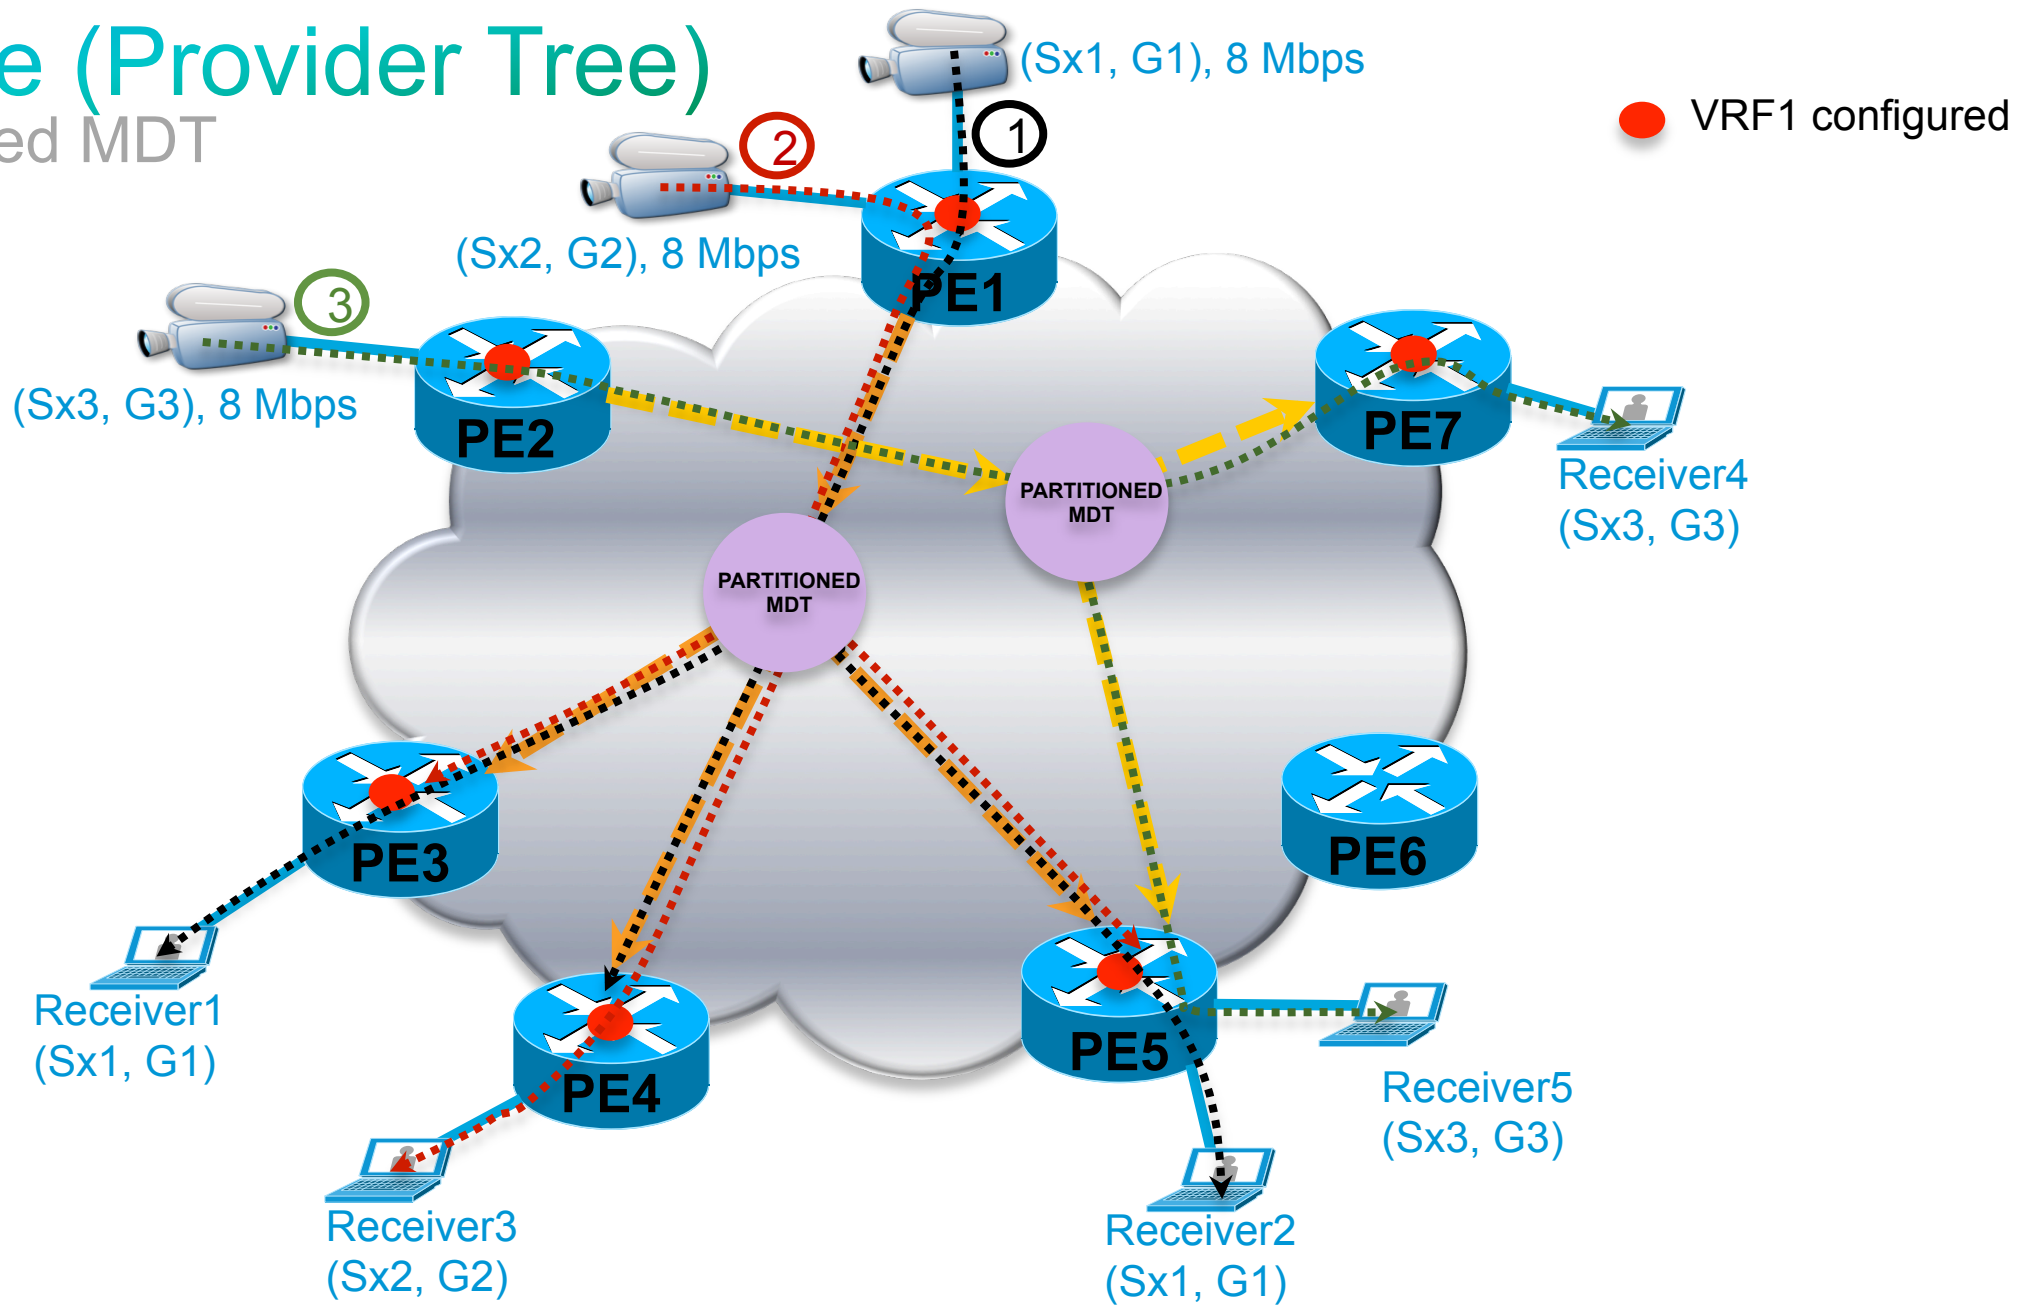 e (Provider Tree)
ed MDT
(Sx1, G1), 8 Mbps
VRF1 configured
1
2
(Sx2, G2), 8 Mbps
PE1
3
(Sx3, G3), 8 Mbps
PE2
PE7
Receiver4
(Sx3, G3)
PARTITIONED
MDT
PARTITIONED
MDT
PE3
PE6
Receiver1
(Sx1, G1)
PE4
PE5
Receiver5
(Sx3, G3)
Receiver3
(Sx2, G2)
Receiver2
(Sx1, G1)